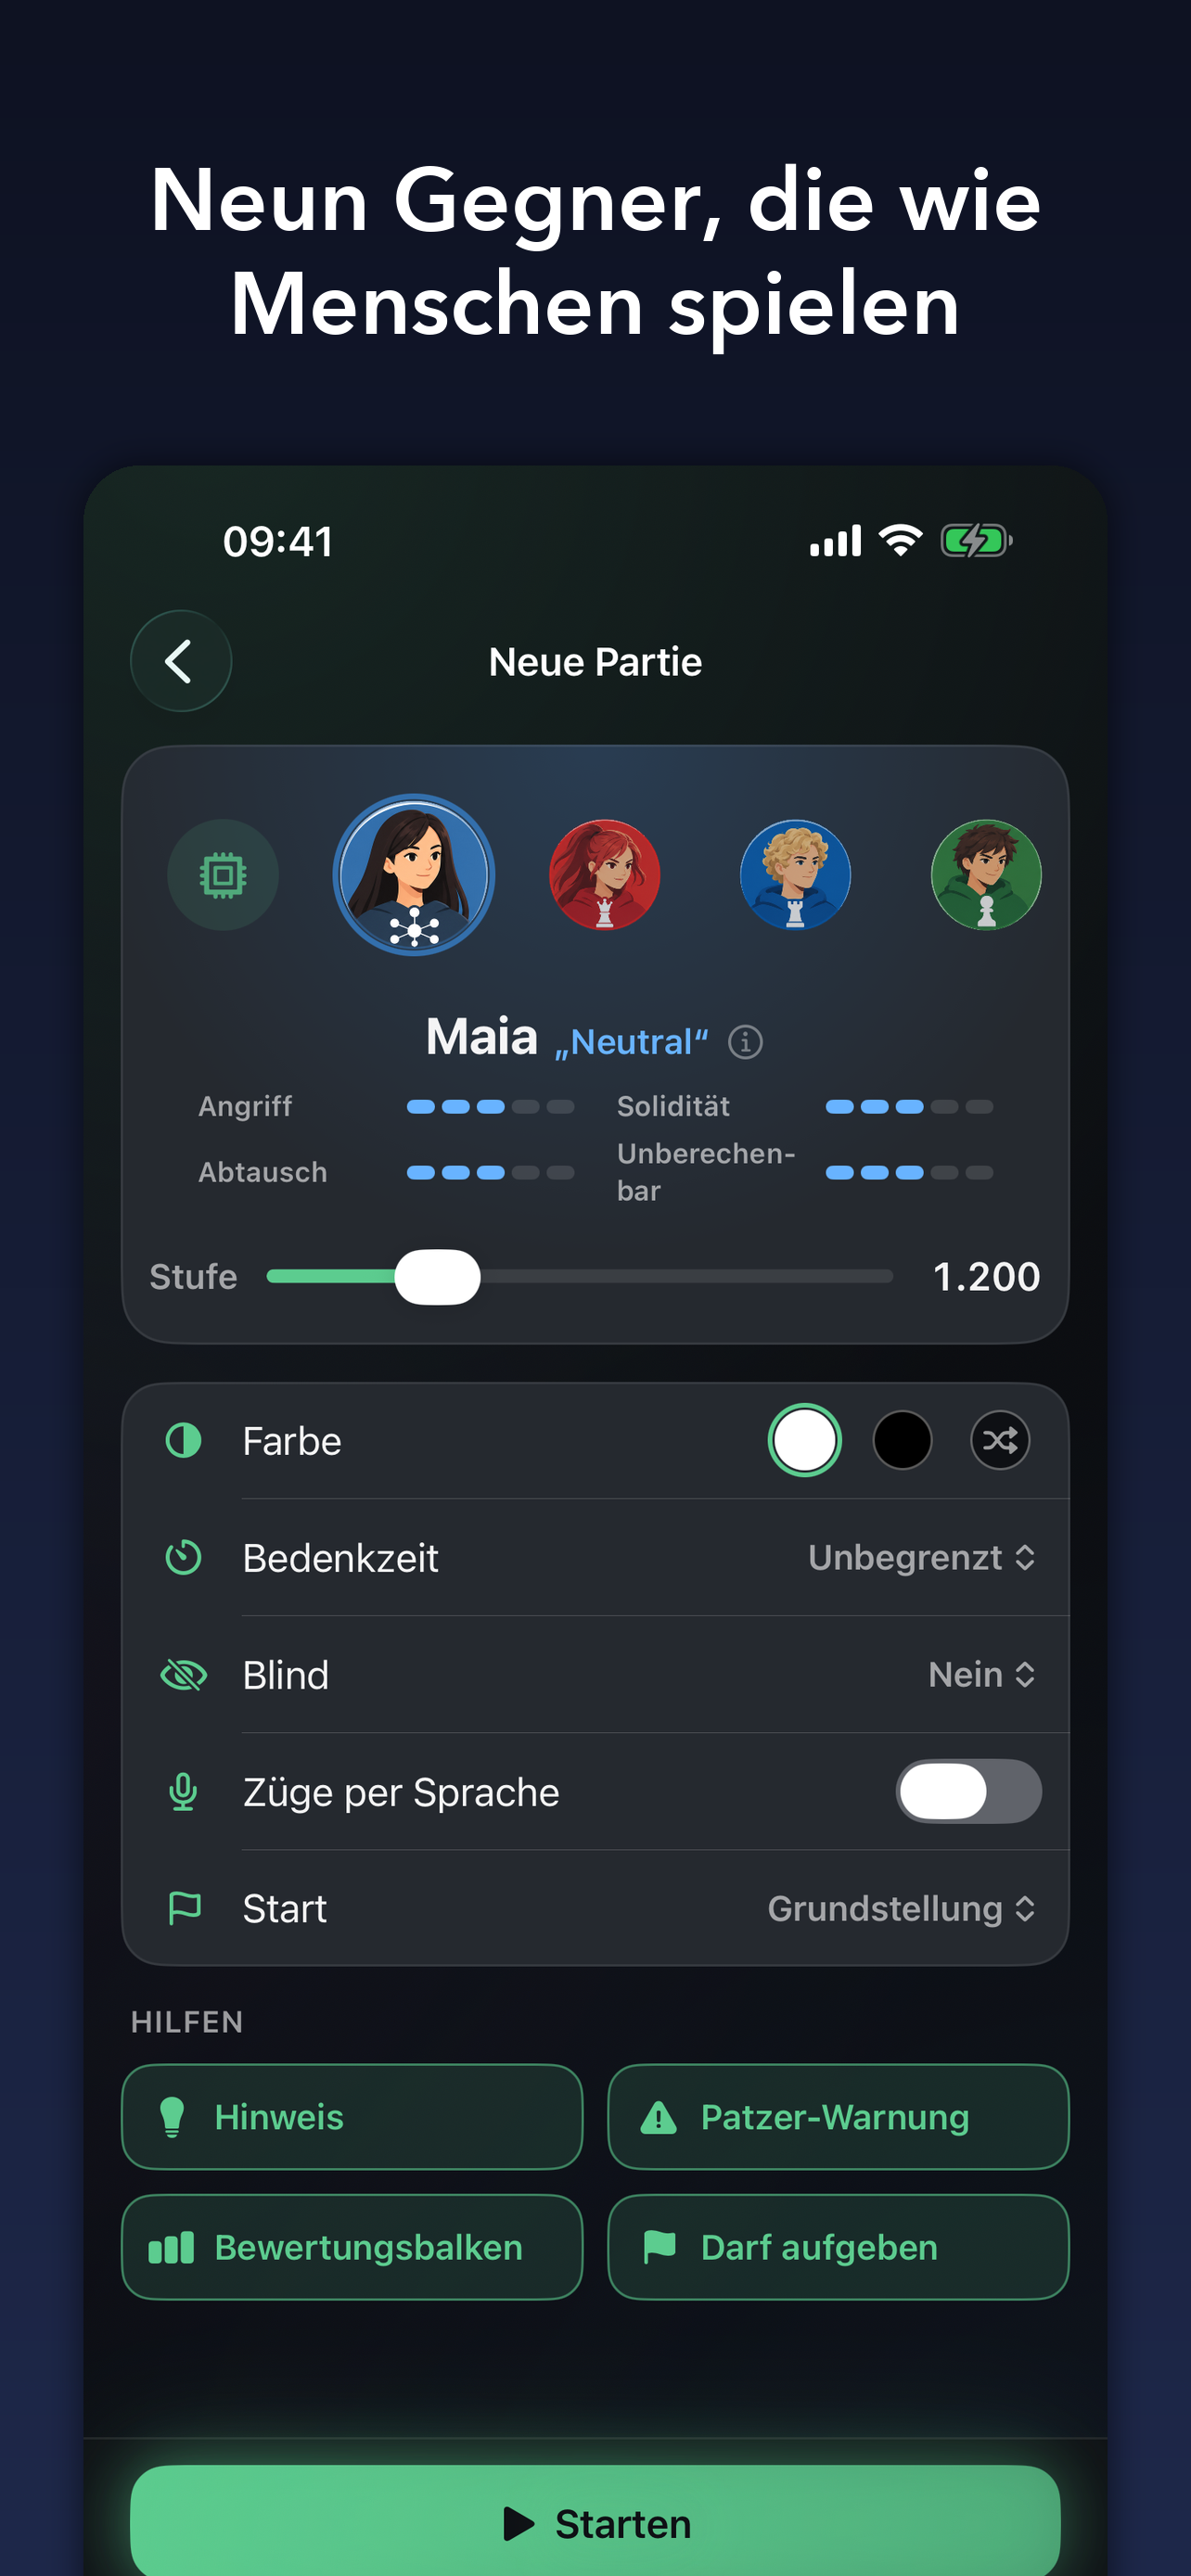 Neun Gegner, die wie
Menschen spielen
09:41
Neue Partie
Maia „Neutral“
Angriff
Solidität
Abtausch
Unberechen-
bar
Stufe
1.200
Farbe
Bedenkzeit
Unbegrenzt
Blind
Nein
Züge per Sprache
Start
Grundstellung
HILFEN
Hinweis
Patzer-Warnung
Bewertungsbalken
Darf aufgeben
Starten